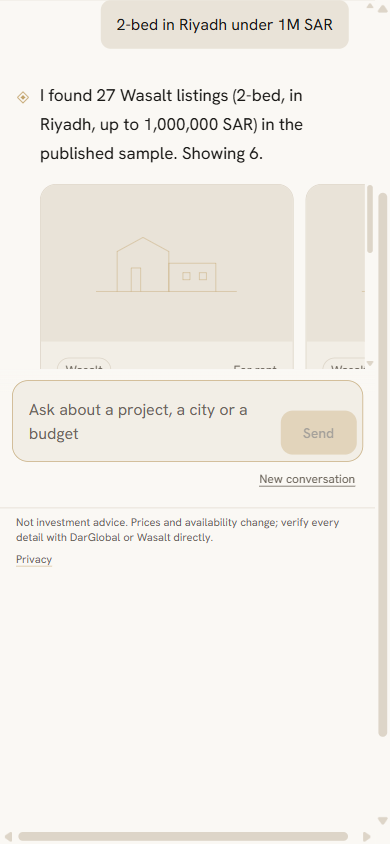 2-bed in Riyadh under 1M SAR
I found 27 Wasalt listings (2-bed, in
Riyadh, up to 1,000,000 SAR) in the
published sample. Showing 6.
Ask about a project, a city or a
budget
Send
New conversation
Not investment advice. Prices and availability change; verify every
detail with DarGlobal or Wasalt directly.
Privacy